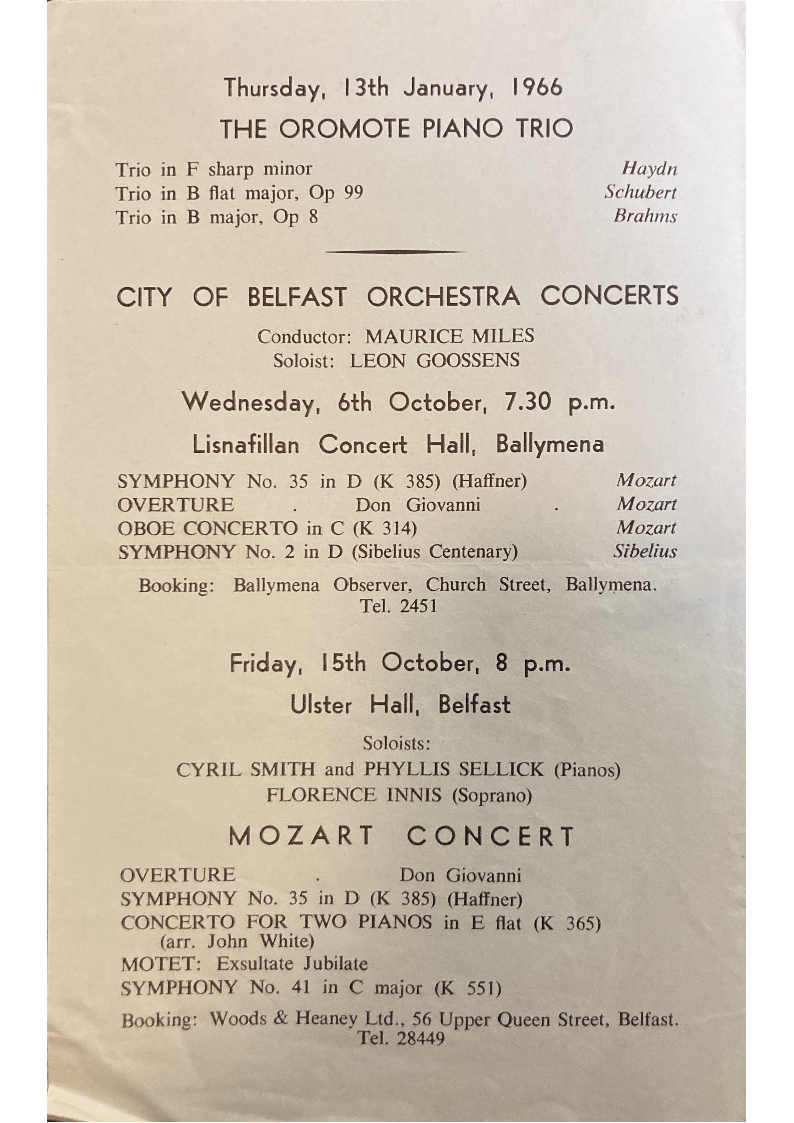 Thursday, 13th January, 1966
THE OROMOTE PIANO TRIO
Trio in F sharp minor Haydn
Trio in B flat major, Op 99 Schubert
Trio in B major, Op 8 Brahms
CITY OF BELFAST ORCHESTRA CONCERTS
Conductor: MAURICE MILES
Soloist: LEON GOOSSENS
Wednesday, 6th October, 7.30 p.m.
Lisnafillan Concert Hall, Ballymena
SYMPHONY No. 35 in D (K 385) (Haffner) Mozart
OVERTURE . Don Giovanni . Mozart
OBOE CONCERTO in C (K 314) Mozart
SYMPHONY No. 2 in D (Sibelius Centenary) Sibelius
Booking: Ballymena Observer, Church Street, Ballymena.
Tel. 2451
Friday, 15th October, 8 p.m.
Ulster Hall, Belfast
Soloists:
CYRIL SMITH and PHYLLIS SELLICK (Pianos)
FLORENCE INNIS (Soprano)
MOZART CONCERT
OVERTURE . Don Giovanni
SYMPHONY No. 35 in D (K 385) (Haffner)
CONCERTO FOR TWO PIANOS in E flat (K 365)
(arr. John White)
MOTET: Exsultate Jubilate
SYMPHONY No. 41 in C major (K 551)
Booking: Woods & Heaney Ltd., 56 Upper Queen Street, Belfast.
Tel. 28449